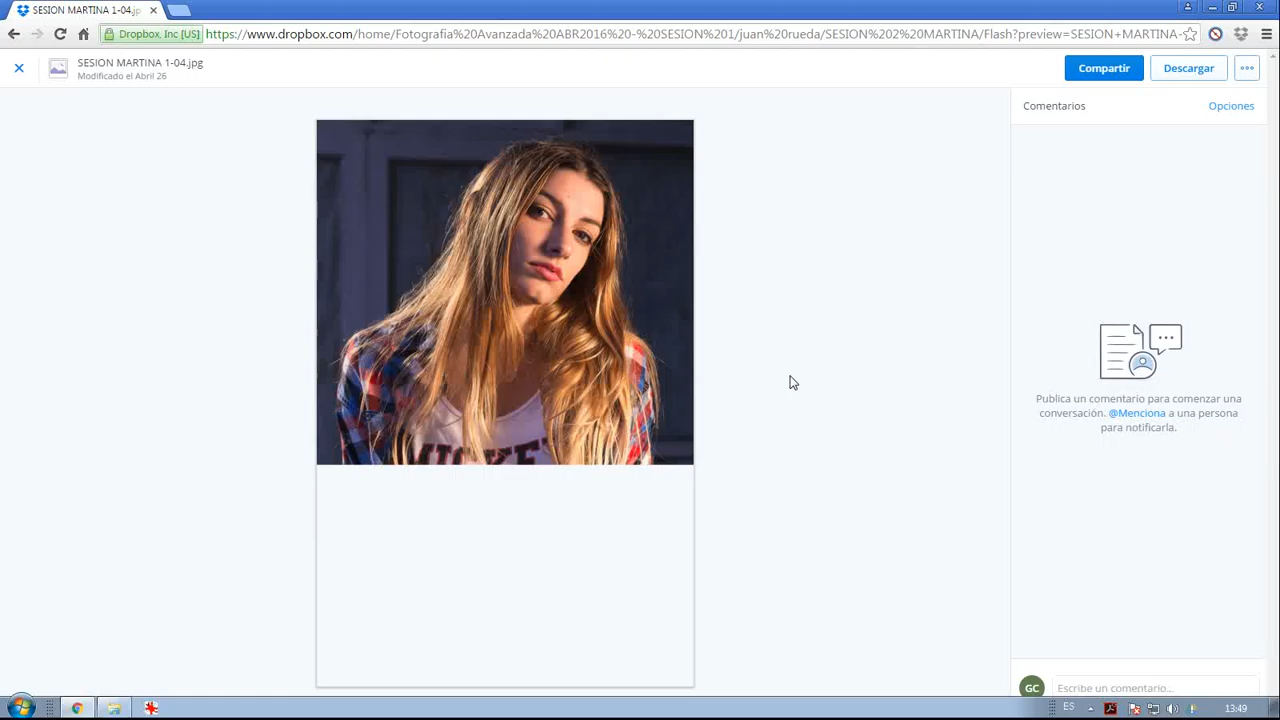 SESION MARTINA 1-04.jp
Dropbox, Inc [US]
https://www.dropbox.com/home/Fotografia%20Avanzada%20ABR2016%20-%20SESION%201/juan%20rueda/SESION%202%20MARTINA/Flash?preview=SESION+MARTINA-
SESION MARTINA 1-04.jpg
Modificado el Abril 26
Compartir
Descargar
Comentarios
Opciones
MICKEY
Publica un comentario para comenzar una
conversación. @Menciona a una persona
para notificarla.
GC
Escribe un comentario...
ES
13:49